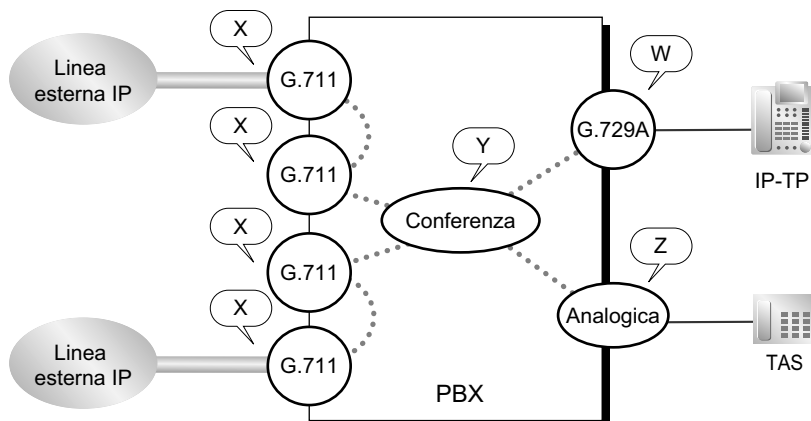 X
Linea
esterna IP
G.711
X
G.711
W
G.729A
IP-TP
Y
Conferenza
X
G.711
Z
Analogica
TAS
X
G.711
Linea
esterna IP
PBX